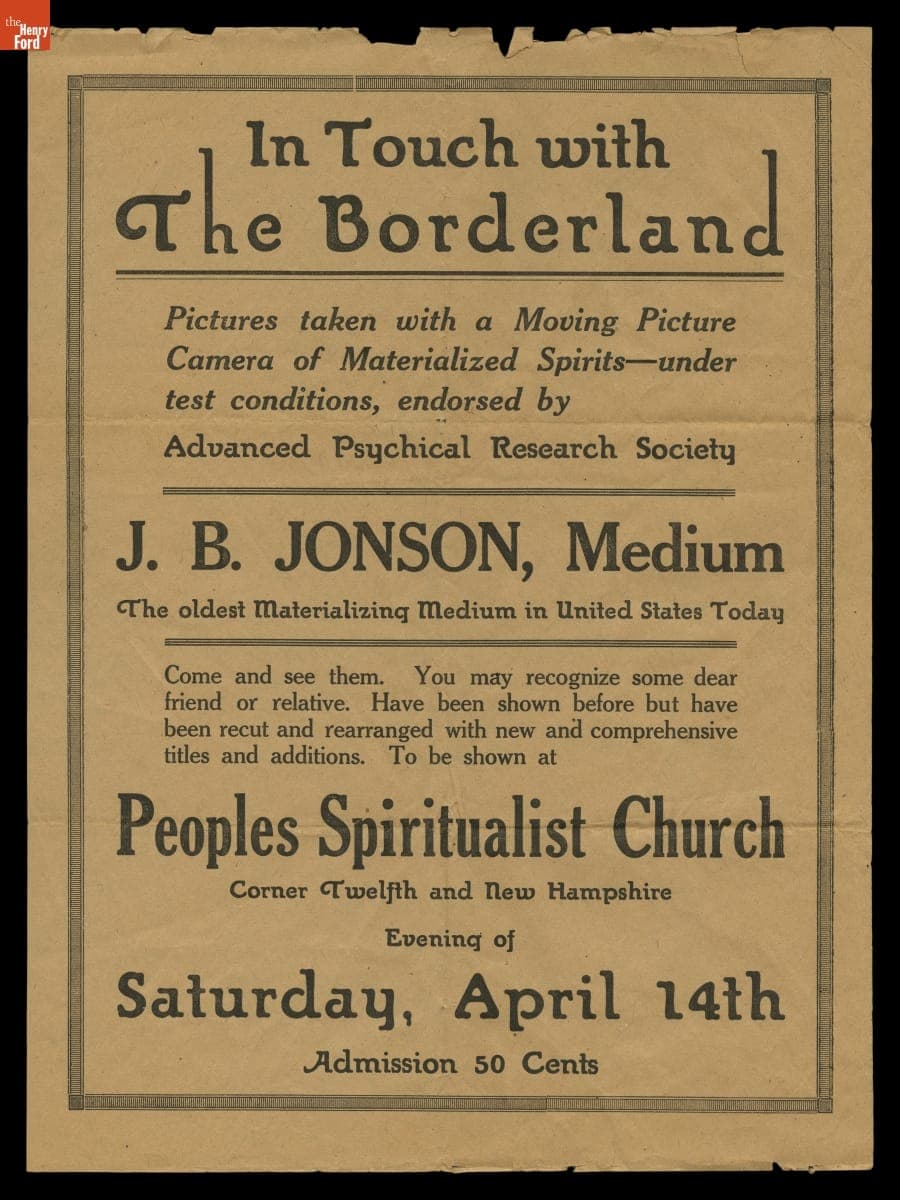 the
Henry
Ford
In Touch with
The Borderland
Pictures taken with a Moving Picture
Camera of Materialized Spirits—under
test conditions, endorsed by
Advanced Psychical Research Society
J. B. JONSON, Medium
The oldest Materializing Medium in United States Today
Come and see them. You may recognize some dear
friend or relative. Have been shown before but have
been recut and rearranged with new and comprehensive
titles and additions. To be shown at
Peoples Spiritualist Church
Corner Twelfth and New Hampshire
Evening of
Saturday, April 14th
Admission 50 Cents